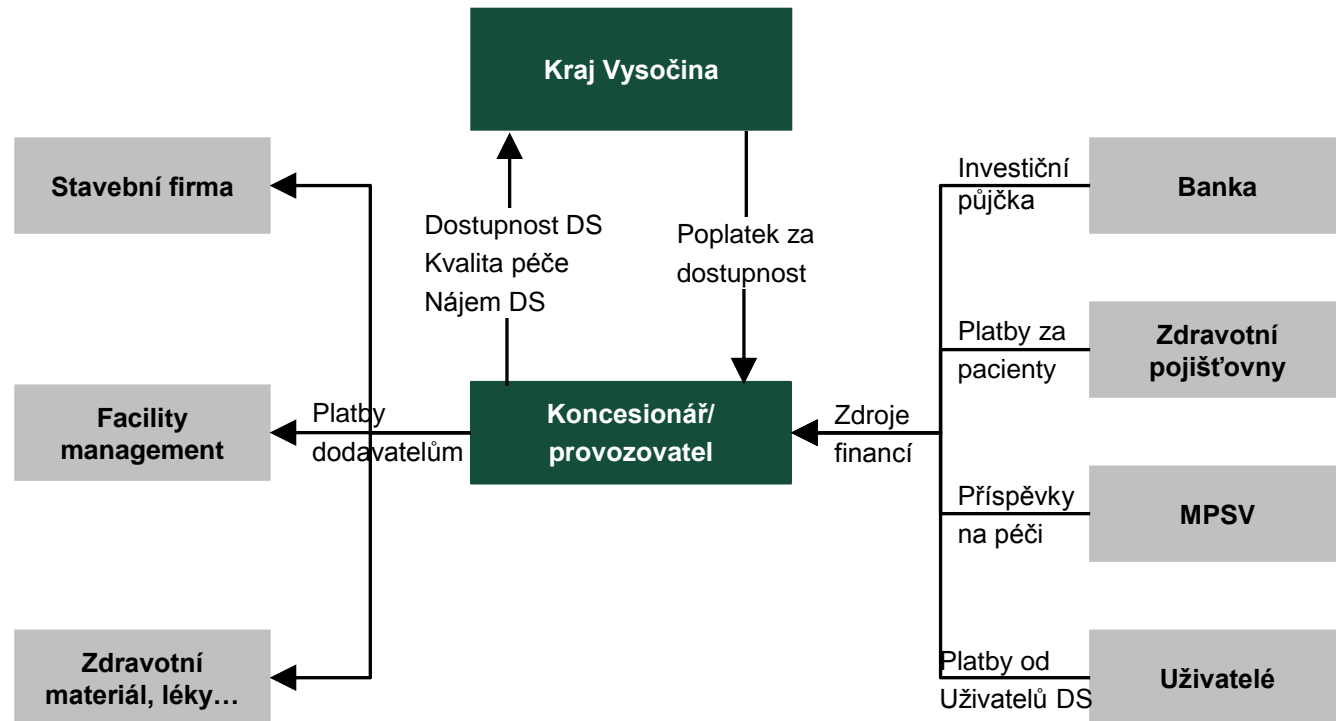 Kraj Vysočina
Stavební firma
Dostupnost DS
Kvalita péče
Nájem DS
Poplatek za
dostupnost
Investiční
půjčka
Banka
Facility
management
Platby
dodavatelům
Koncesionář/
provozovatel
Zdroje
financí
Platby za
pacienty
Zdravotní
pojišťovny
Příspěvky
na péči
MPSV
Zdravotní
materiál, léky…
Platby od
Uživatelů DS
Uživatelé